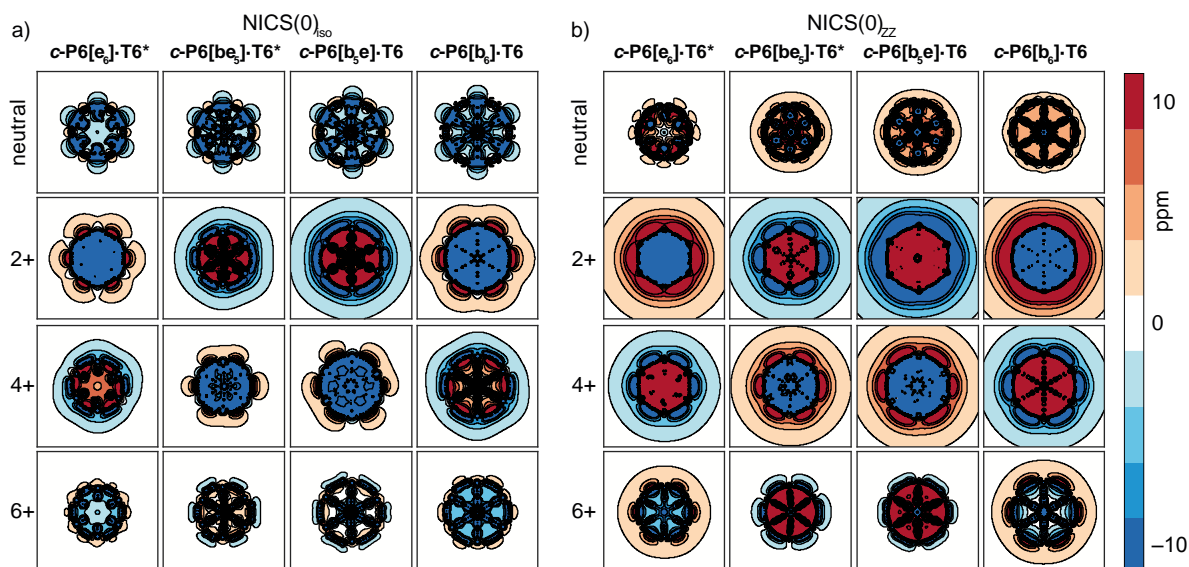 a) NICS(0)iso
c-P6[e₆]·T6* c-P6[be₅]·T6* c-P6[b₅e]·T6 c-P6[b₆]·T6
neutral
2+
4+
6+
b) NICS(0)ZZ
c-P6[e₆]·T6* c-P6[be₅]·T6* c-P6[b₅e]·T6 c-P6[b₆]·T6
neutral
2+
4+
6+
10
ppm
0
–10